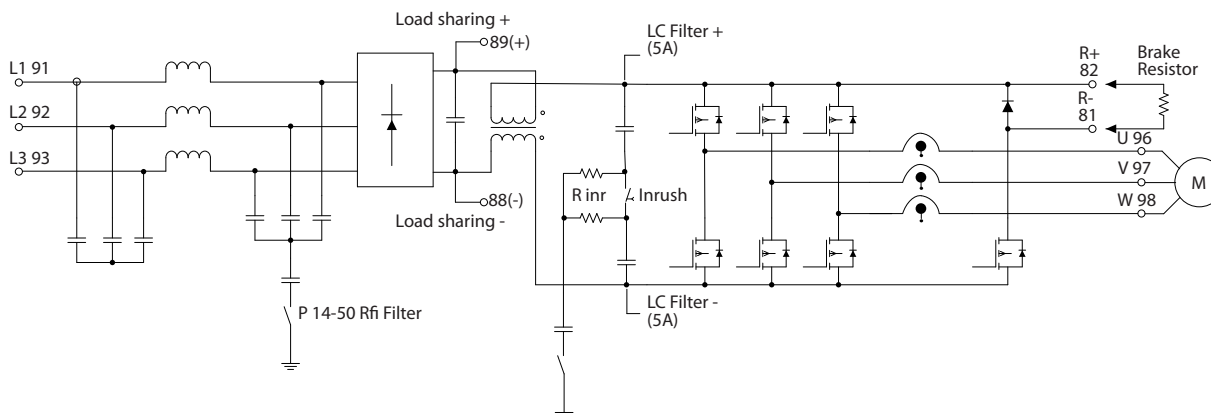 Load sharing +
89(+)
LC Filter +
(5A)
R+
82
Brake
Resistor
L1 91
R-
81
L2 92
U 96
L3 93
V 97
M
R inr
Inrush
88(-)
W 98
Load sharing -
LC Filter -
(5A)
P 14-50 Rfi Filter